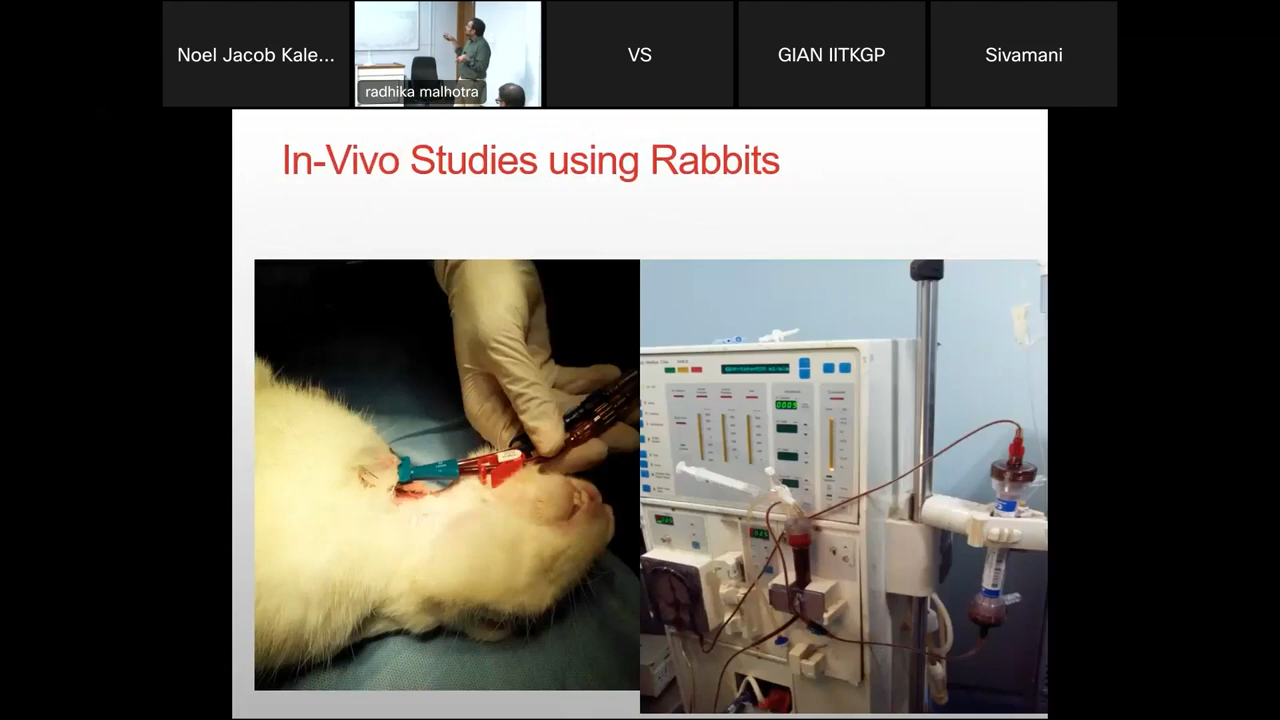 Noel Jacob Kale...
radhika malhotra
VS
GIAN IITKGP
Sivamani
In-Vivo Studies using Rabbits